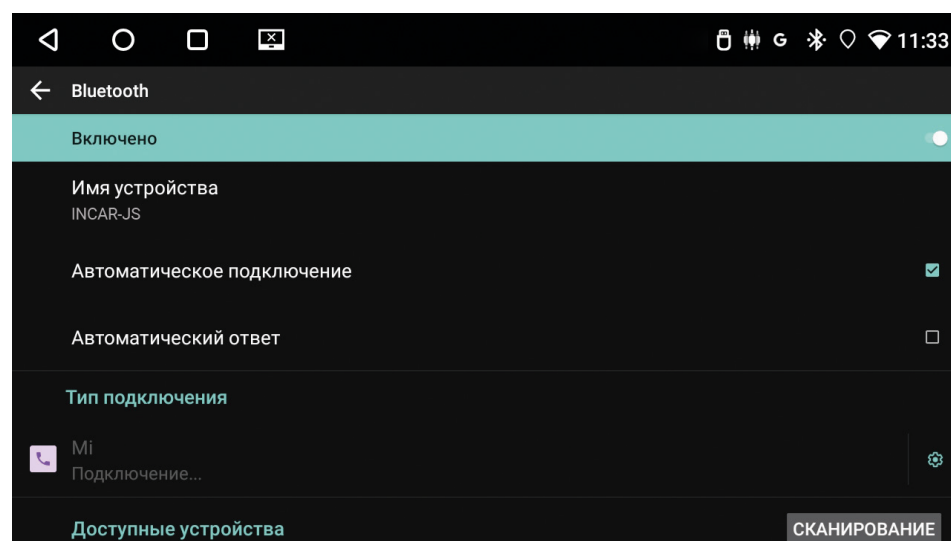 G 11:33
Bluetooth
Включено
Имя устройства
INCAR-JS
Автоматическое подключение
Автоматический ответ
Тип подключения
Mi
Подключение...
Доступные устройства СКАНИРОВАНИЕ